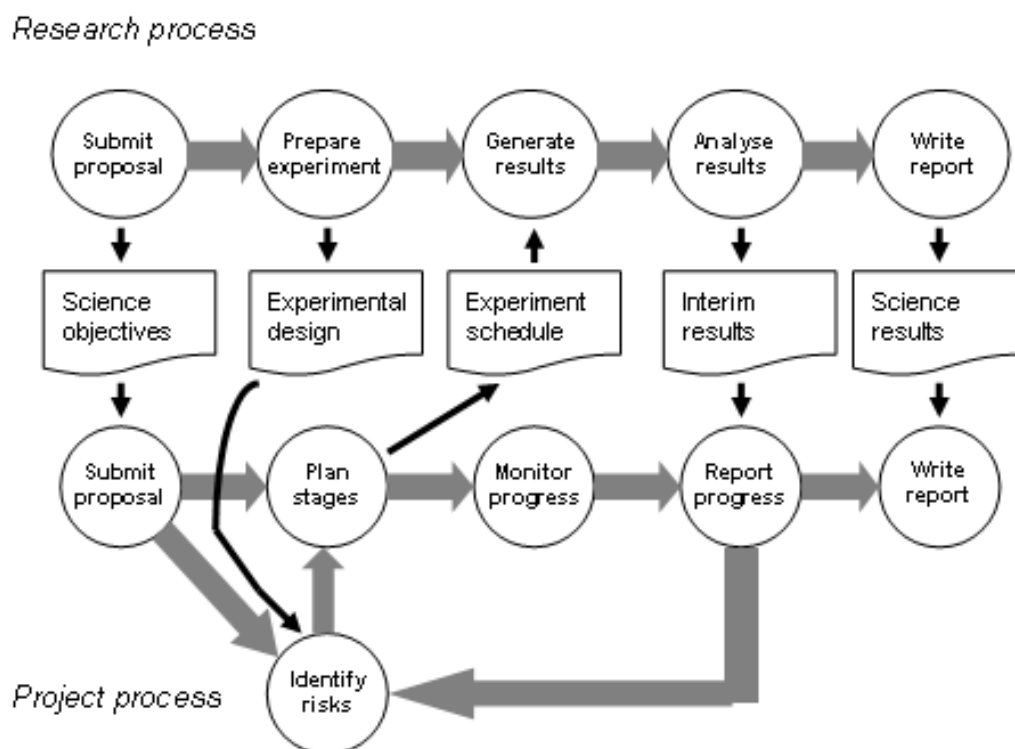 Research process
Submit
proposal
Prepare
experiment
Generate
results
Analyse
results
Write
report
Science
objectives
Experimental
design
Experiment
schedule
Interim
results
Science
results
Submit
proposal
Plan
stages
Monitor
progress
Report
progress
Write
report
Identify
risks
Project process